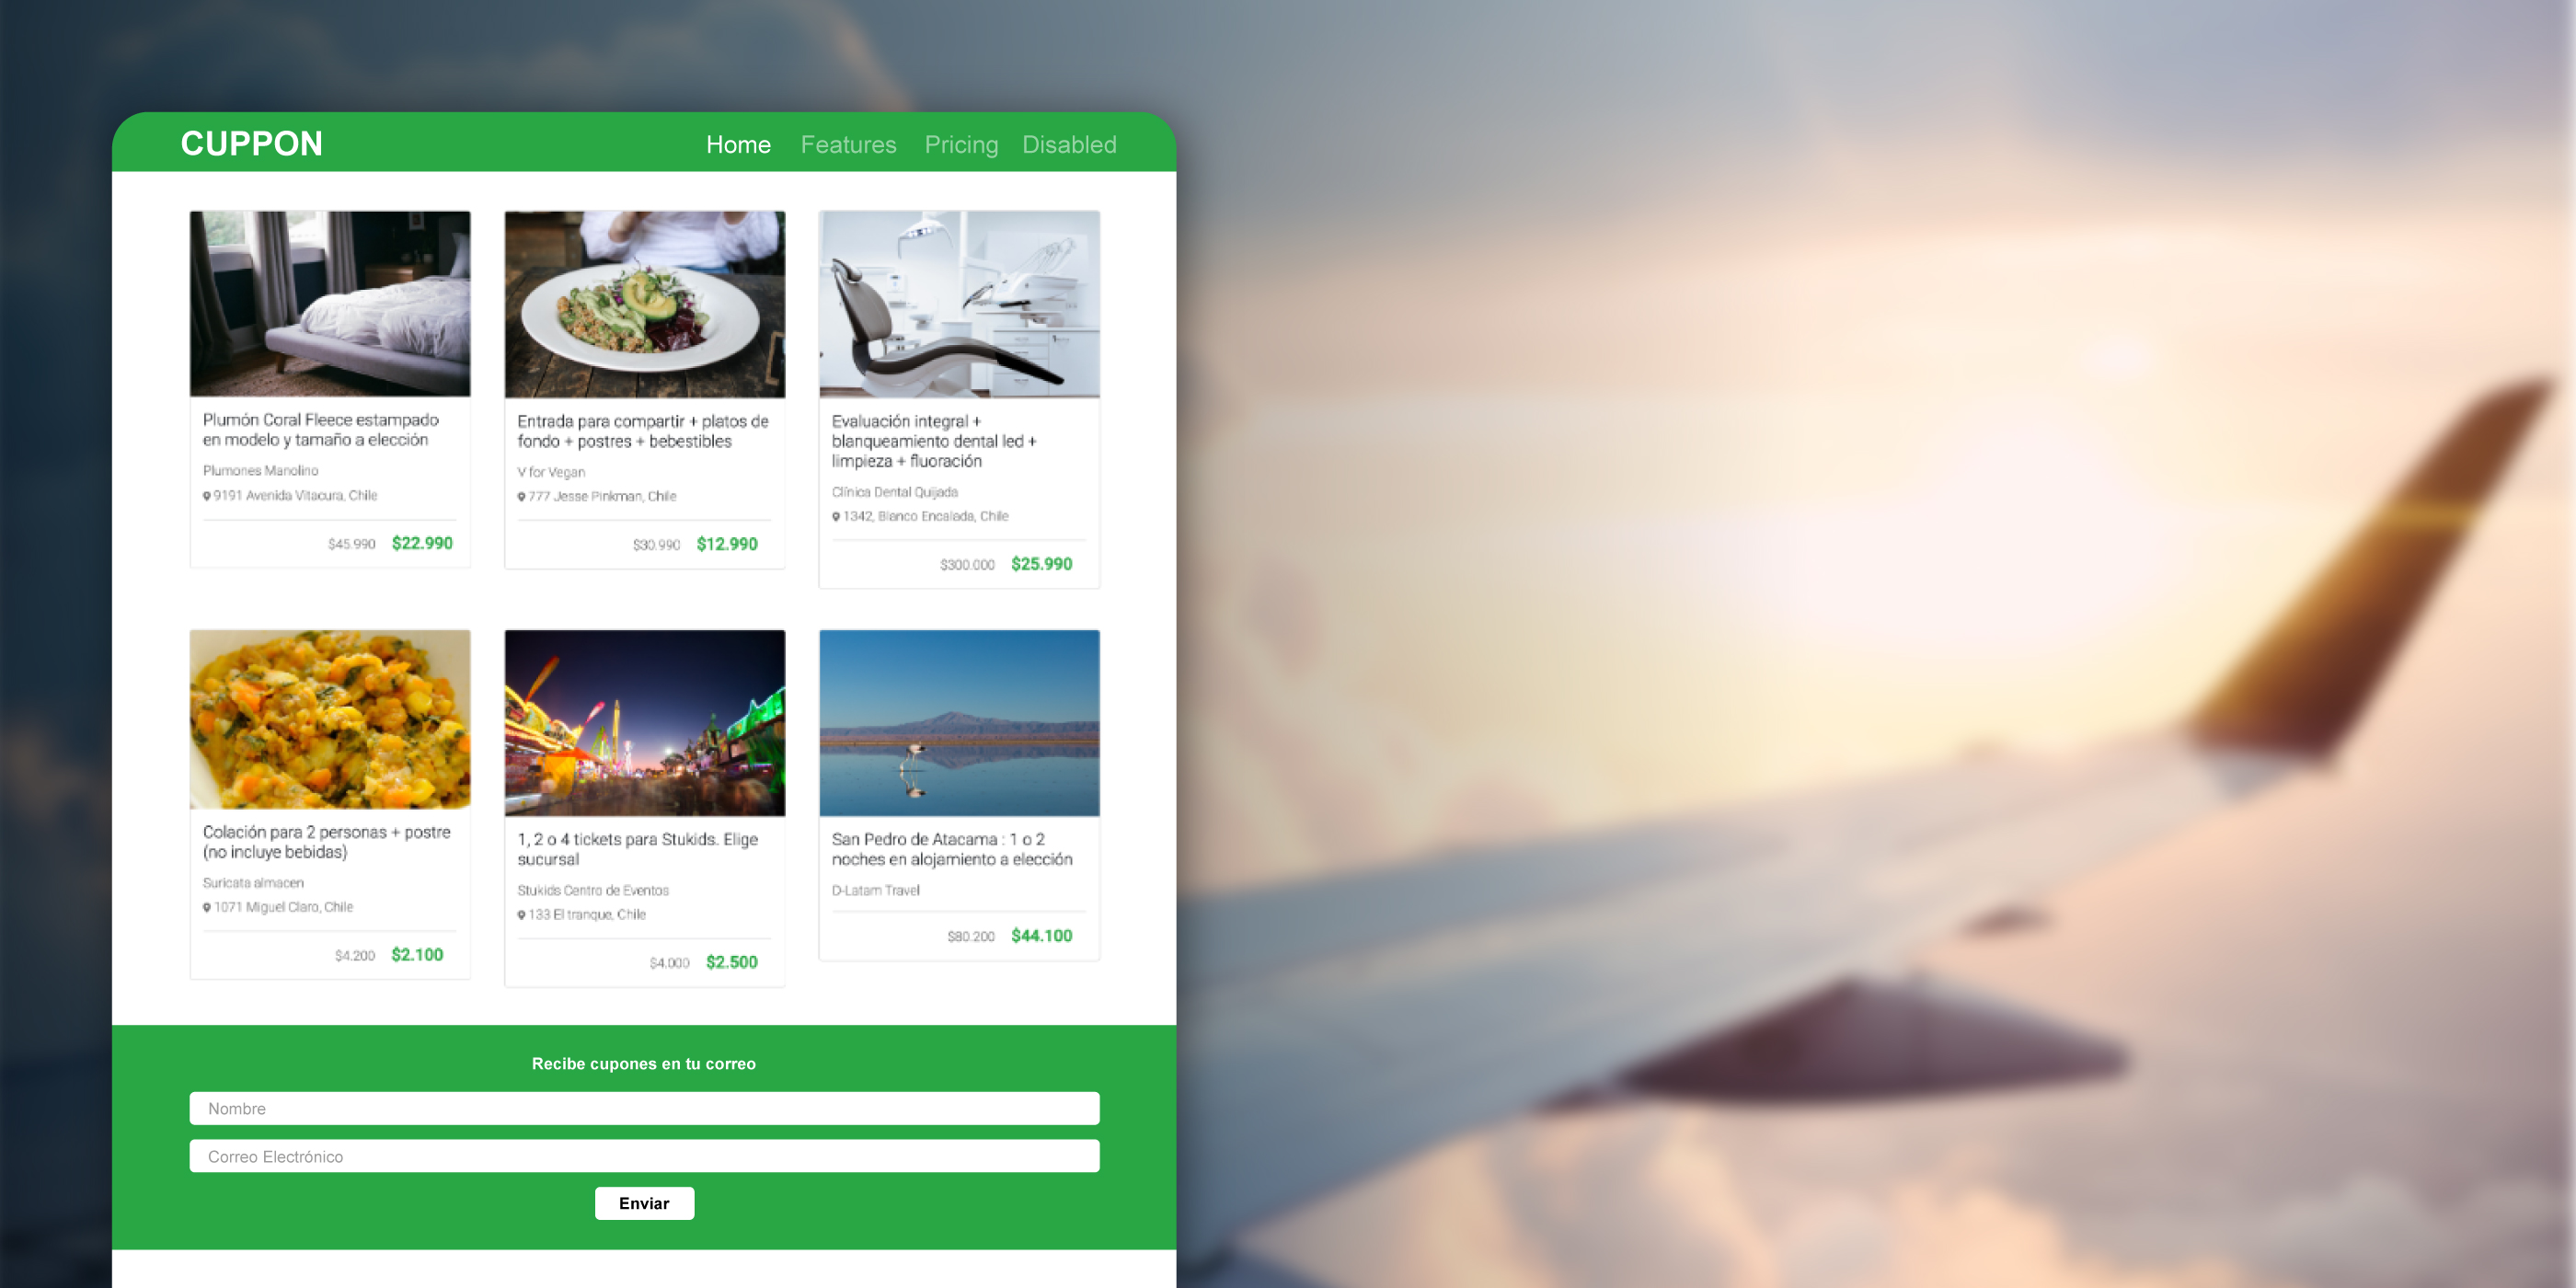 CUPPON
Home Features Pricing Disabled
Plumón Coral Fleece estampado
en modelo y tamaño a elección
Plumones Manolino
9191 Avenida Vitacura, Chile
$45.990 $22.990
Entrada para compartir + platos de
fondo + postres + bebestibles
V for Vegan
777 Jesse Pinkman, Chile
$30.990 $12.990
Evaluación integral +
blanqueamiento dental led +
limpieza + fluoración
Clínica Dental Quijada
1342, Blanco Encalada, Chile
$300.000 $25.990
Colación para 2 personas + postre
(no incluye bebidas)
Suricata almacen
1071 Miguel Claro, Chile
$4.200 $2.100
1, 2 o 4 tickets para Stukids. Elige
sucursal
Stukids Centro de Eventos
133 El tranque, Chile
$4.000 $2.500
San Pedro de Atacama : 1 o 2
noches en alojamiento a elección
D-Latam Travel
$80.200 $44.100
Recibe cupones en tu correo
Nombre
Correo Electrónico
Enviar